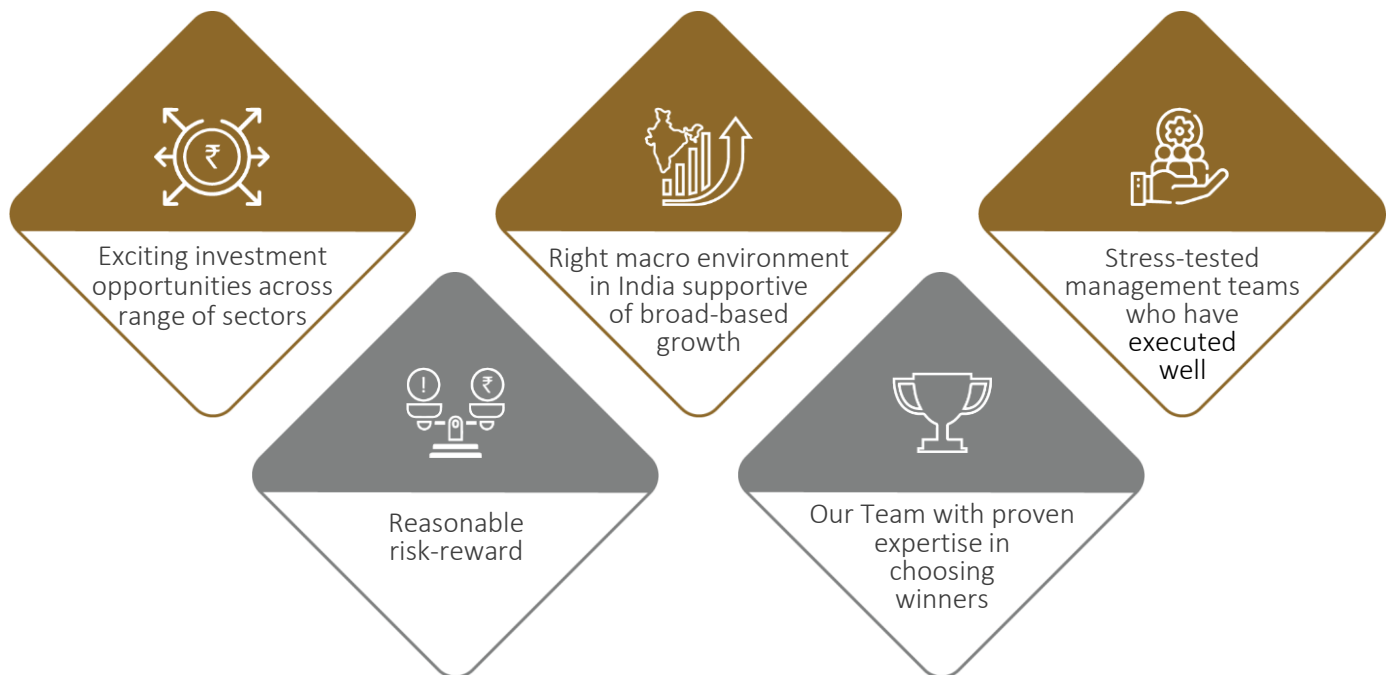 ₹
Exciting investment
opportunities across
range of sectors
Right macro environment
in India supportive
of broad-based
growth
Stress-tested
management teams
who have
executed
well
! ₹
Reasonable
risk-reward
Our Team with proven
expertise in
choosing
winners